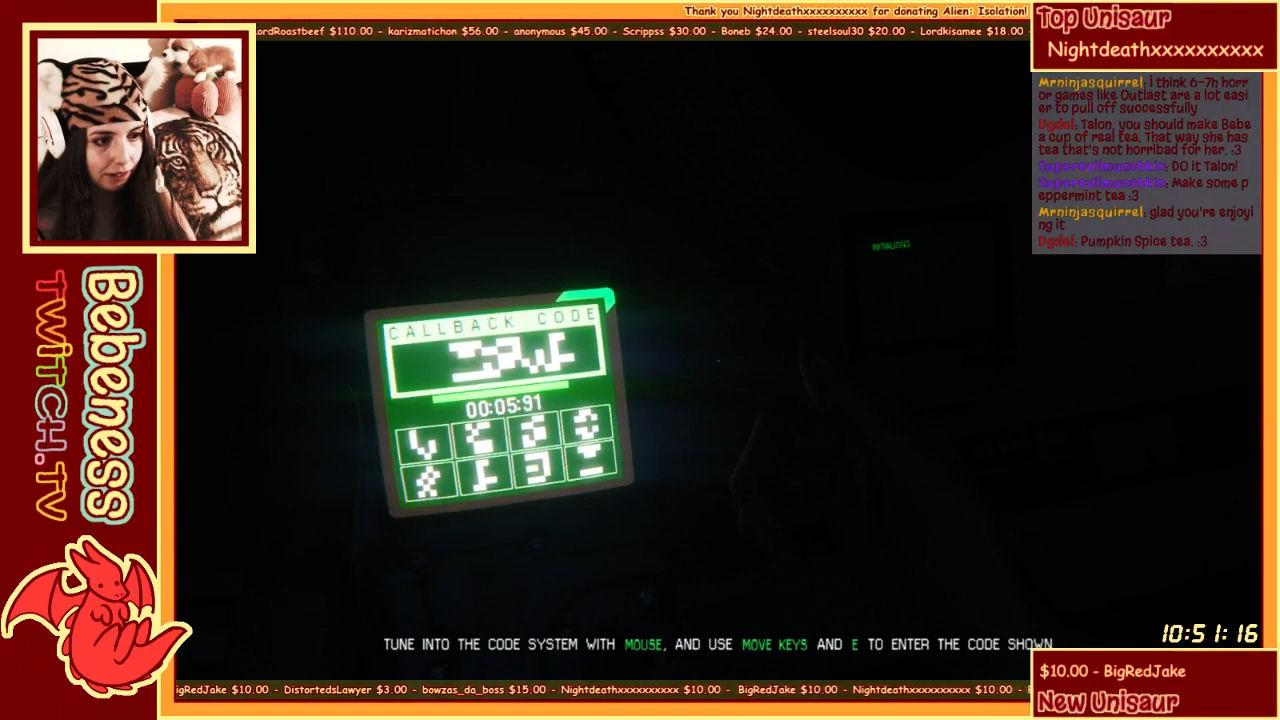 Thank you Nightdeathxxxxxxxxxx for donating Alien: Isolation!
ordRoastbeef $110.00 - karizmatichon $56.00 - anonymous $45.00 - Scrippss $30.00 - Boneb $24.00 - steelsoul30 $20.00 - Lordkisamee $18.00 -
Top Unisaur
Nightdeathxxxxxxxxxx
Mrninjasquirrel: i think 6-7h horr
or games like Outlast are a lot easi
er to pull off successfully
Dgdel: Talon, you should make Bebe
a cup of real tea. That way she has
tea that's not horribad for her. :3
DO it Talon!
Make some p
eppermint tea :3
Mrninjasquirrel: glad you're enjoyi
ng it
Dgdel: Pumpkin Spice tea. :3
INITIALIZING
CALLBACK CODE
00:05:91
Bebeness
TWITCH.TV
TUNE INTO THE CODE SYSTEM WITH MOUSE, AND USE MOVE KEYS AND E TO ENTER THE CODE SHOWN
10:51:16
$10.00 - BigRedJake
New Unisaur
igRedJake $10.00 - DistortedsLawyer $3.00 - bowzas_da_boss $15.00 - Nightdeathxxxxxxxxxx $10.00 - BigRedJake $10.00 - Nightdeathxxxxxxxxxx $10.00 -